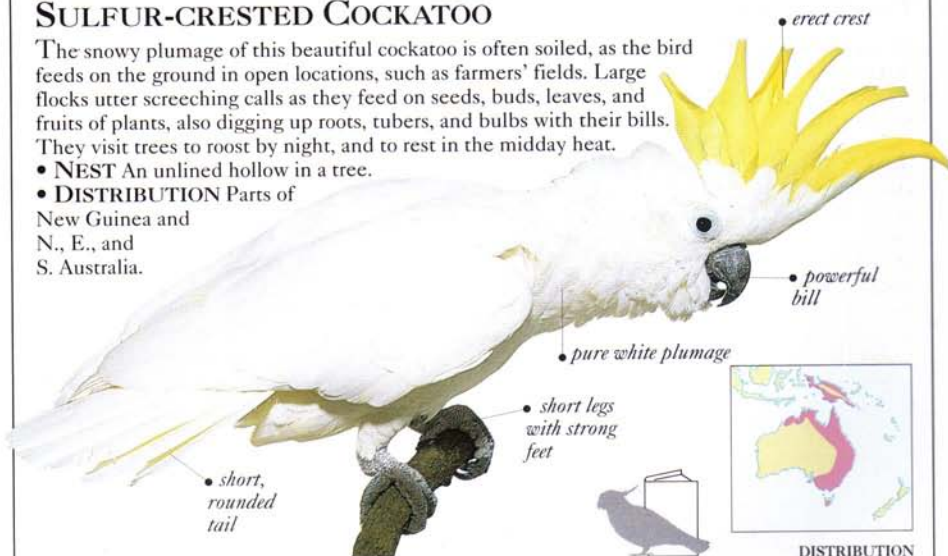 SULFUR-CRESTED COCKATOO
The snowy plumage of this beautiful cockatoo is often soiled, as the bird
feeds on the ground in open locations, such as farmers' fields. Large
flocks utter screeching calls as they feed on seeds, buds, leaves, and
fruits of plants, also digging up roots, tubers, and bulbs with their bills.
They visit trees to roost by night, and to rest in the midday heat.
• NEST An unlined hollow in a tree.
• DISTRIBUTION Parts of
New Guinea and
N., E., and
S. Australia.
erect crest
powerful
bill
pure white plumage
short legs
with strong
feet
short,
rounded
tail
DISTRIBUTION